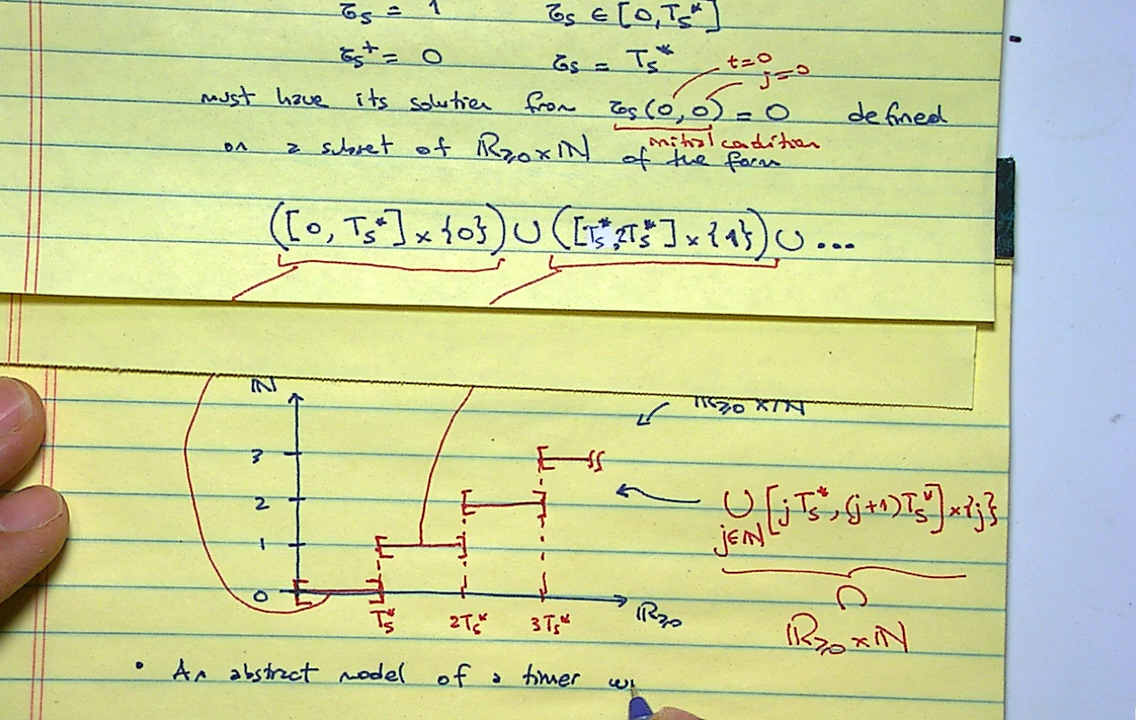 τs = 1 τs ∈ [0, Ts*]
τs⁺ = 0 τs = Ts*
t=0
j=0
must have its solution from τs(0,0) = 0 defined
initial condition
on a subset of ℝ≥0 × ℕ of the form
([0, Ts*] × {0}) ∪ ([Ts*, 2Ts*] × {1}) ∪ ...
ℕ
ℝ≥0 × ℕ
3
2
1
0
∪ [jTs*, (j+1)Ts*] × {j}
j∈ℕ
Ts* 2Ts* 3Ts* ℝ≥0
∩
ℝ≥0 × ℕ
• An abstract model of a timer